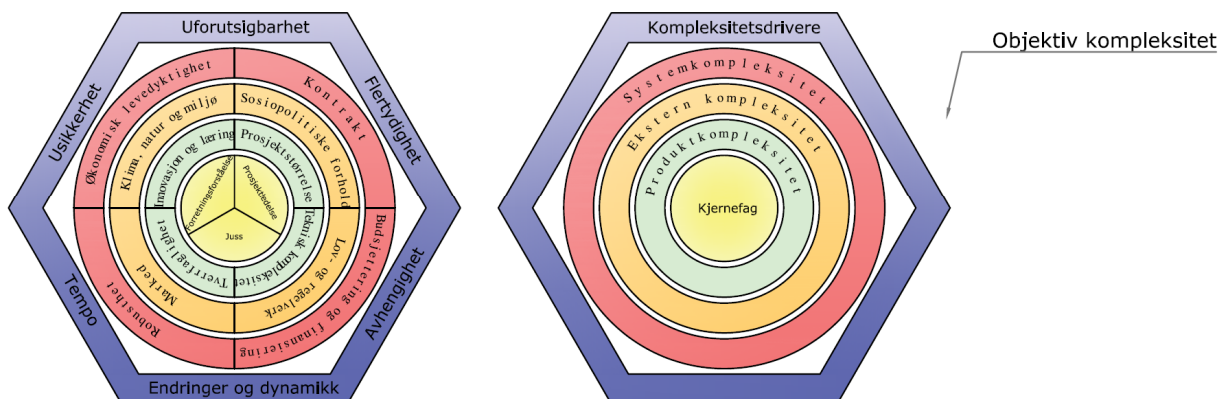 Uforutsigbarhet
Flertydighet
Avhengighet
Endringer og dynamikk
Tempo
Usikkerhet
Økonomisk levedyktighet
Kontrakt
Budsjettering og finansiering
Robusthet
Klima, natur og miljø
Sosiopolitiske forhold
Lov- og regelverk
Marked
Innovasjon og læring
Prosjektstørrelse
Teknisk kompleksitet
Tverrfaglighet
Forretningsforståelse
Prosjektedelse
Juss
Kompleksitetsdrivere
Systemkompleksitet
Ekstern kompleksitet
Produktkompleksitet
Kjernefag
Objektiv kompleksitet